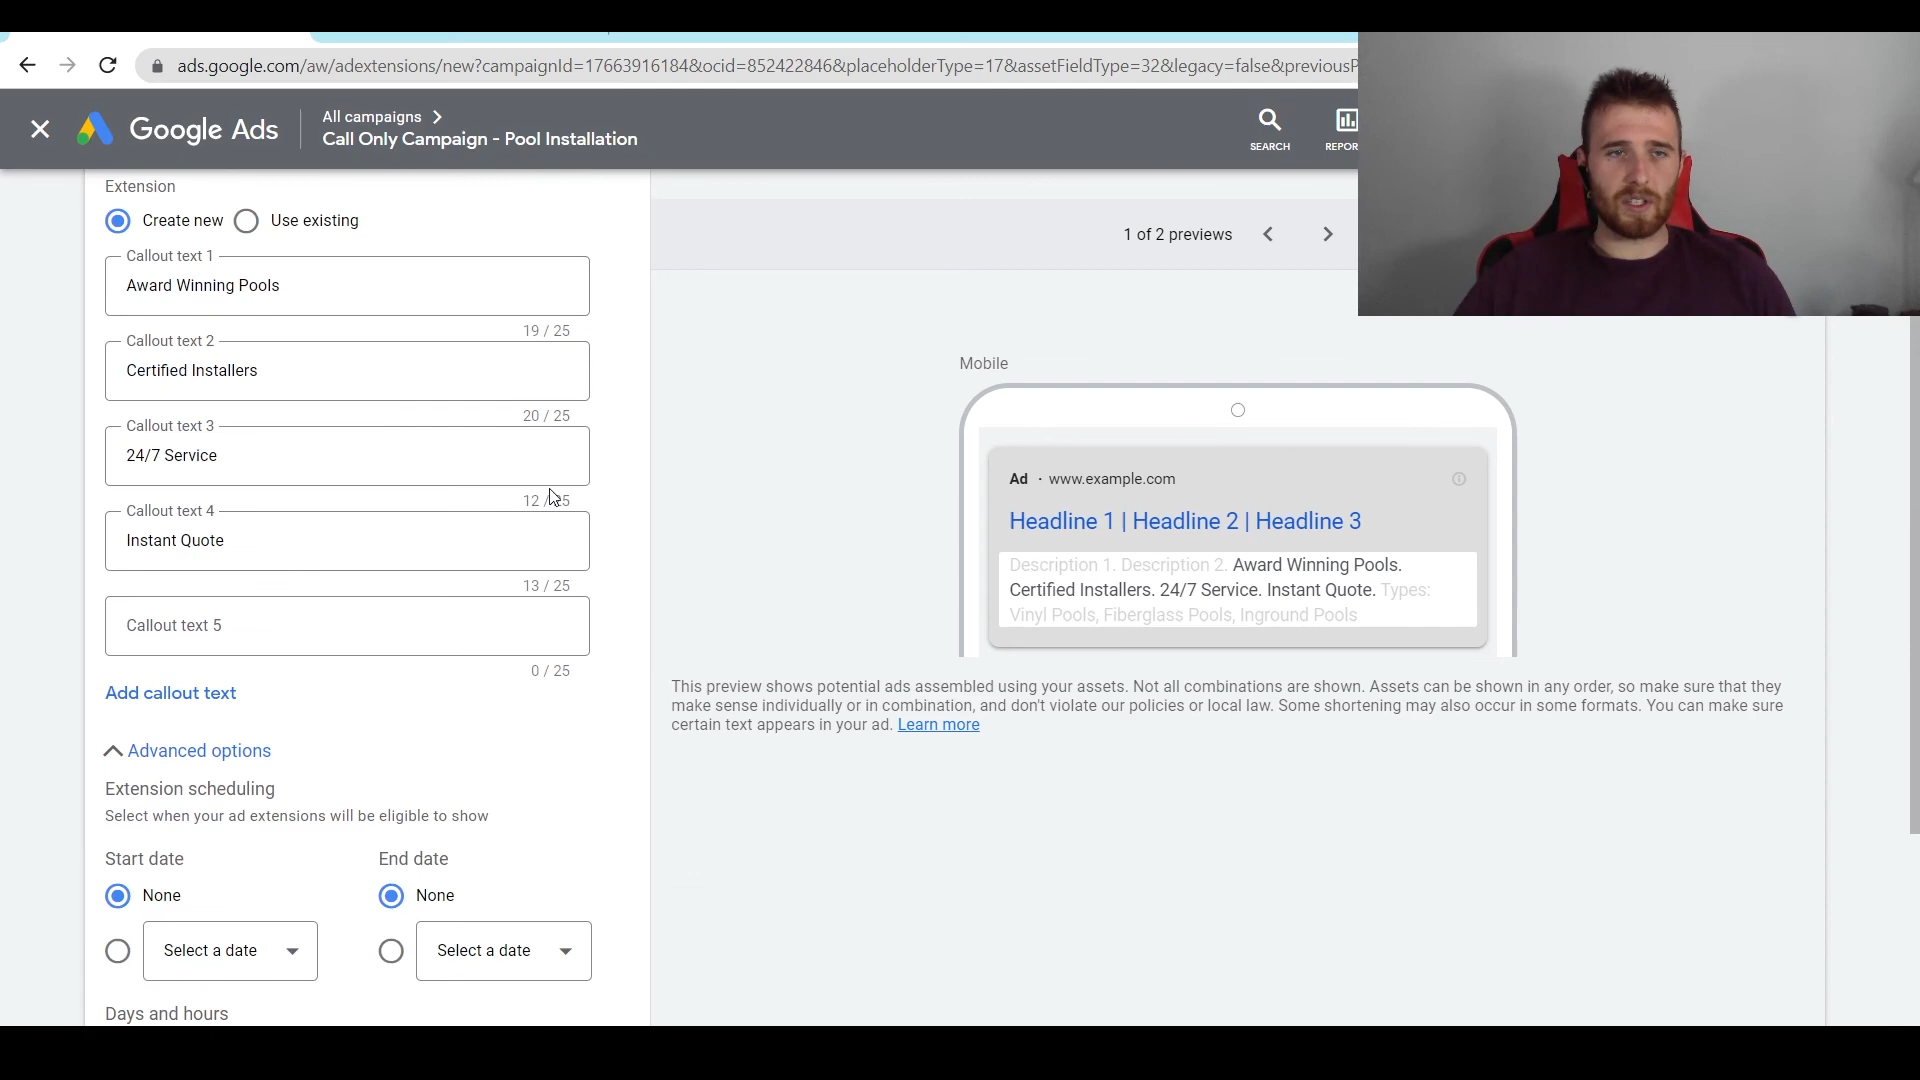 ads.google.com/aw/adextensions/new?campaignId=17663916184&ocid=852422846&placeholderType=17&assetFieldType=32&legacy=false&previousP
Google Ads
All campaigns
Call Only Campaign - Pool Installation
SEARCH
REPOR
Extension
Create new
Use existing
Callout text 1
Award Winning Pools
19 / 25
Callout text 2
Certified Installers
20 / 25
Callout text 3
24/7 Service
12 / 25
Callout text 4
Instant Quote
13 / 25
Callout text 5
0 / 25
Add callout text
Advanced options
Extension scheduling
Select when your ad extensions will be eligible to show
Start date
End date
None
None
Select a date
Select a date
Days and hours
1 of 2 previews
Mobile
Ad · www.example.com
Headline 1 | Headline 2 | Headline 3
Description 1. Description 2. Award Winning Pools.
Certified Installers. 24/7 Service. Instant Quote. Types:
Vinyl Pools, Fiberglass Pools, Inground Pools
This preview shows potential ads assembled using your assets. Not all combinations are shown. Assets can be shown in any order, so make sure that they
make sense individually or in combination, and don't violate our policies or local law. Some shortening may also occur in some formats. You can make sure
certain text appears in your ad. Learn more